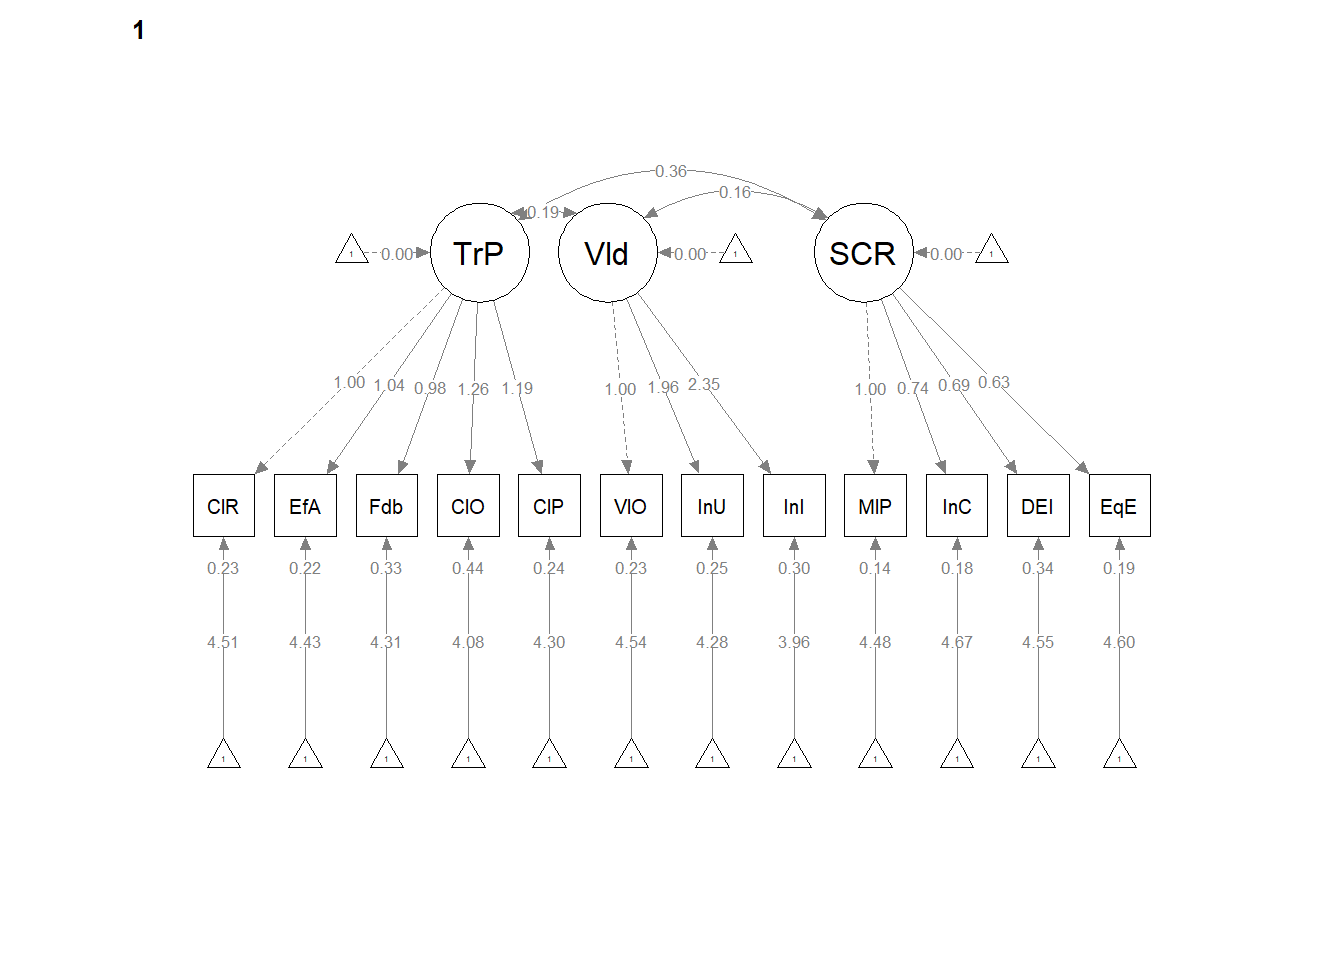 1
0.36
0.16
0.19
1 0.00 TrP Vld 0.00 1 SCR 0.00 1
1.00 1.04 0.98 1.26 1.19 1.00 1.96 2.35 1.00 0.74 0.69 0.63
ClR EfA Fdb ClO ClP VlO InU InI MIP InC DEI EqE
0.23 0.22 0.33 0.44 0.24 0.23 0.25 0.30 0.14 0.18 0.34 0.19
4.51 4.43 4.31 4.08 4.30 4.54 4.28 3.96 4.48 4.67 4.55 4.60
1 1 1 1 1 1 1 1 1 1 1 1